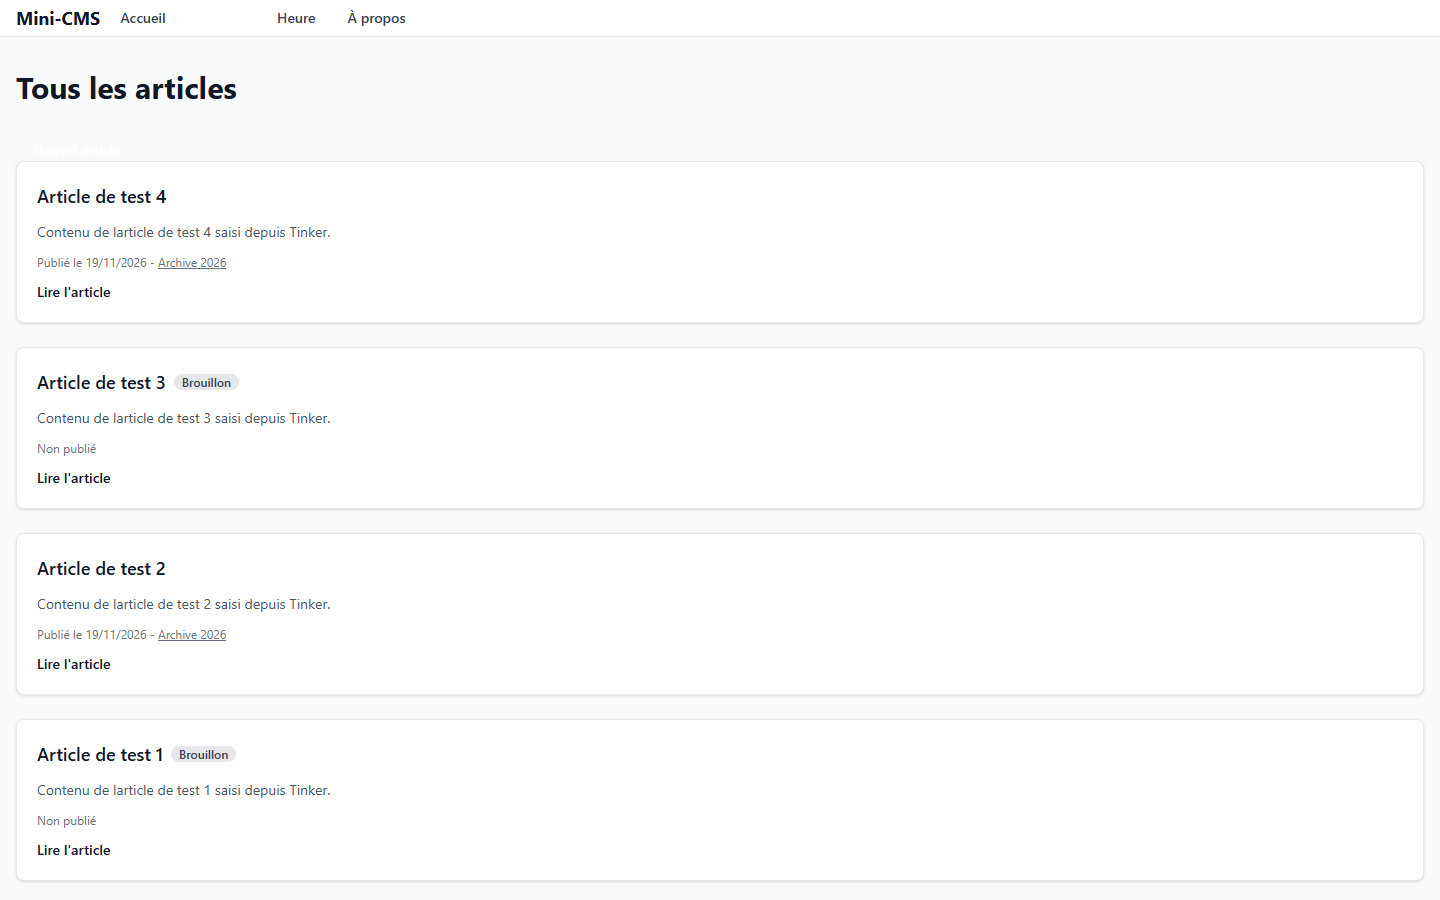 Mini-CMS Accueil Heure À propos
Tous les articles
Nouvel article
Article de test 4
Contenu de larticle de test 4 saisi depuis Tinker.
Publié le 19/11/2026 - Archive 2026
Lire l'article
Article de test 3 Brouillon
Contenu de larticle de test 3 saisi depuis Tinker.
Non publié
Lire l'article
Article de test 2
Contenu de larticle de test 2 saisi depuis Tinker.
Publié le 19/11/2026 - Archive 2026
Lire l'article
Article de test 1 Brouillon
Contenu de larticle de test 1 saisi depuis Tinker.
Non publié
Lire l'article